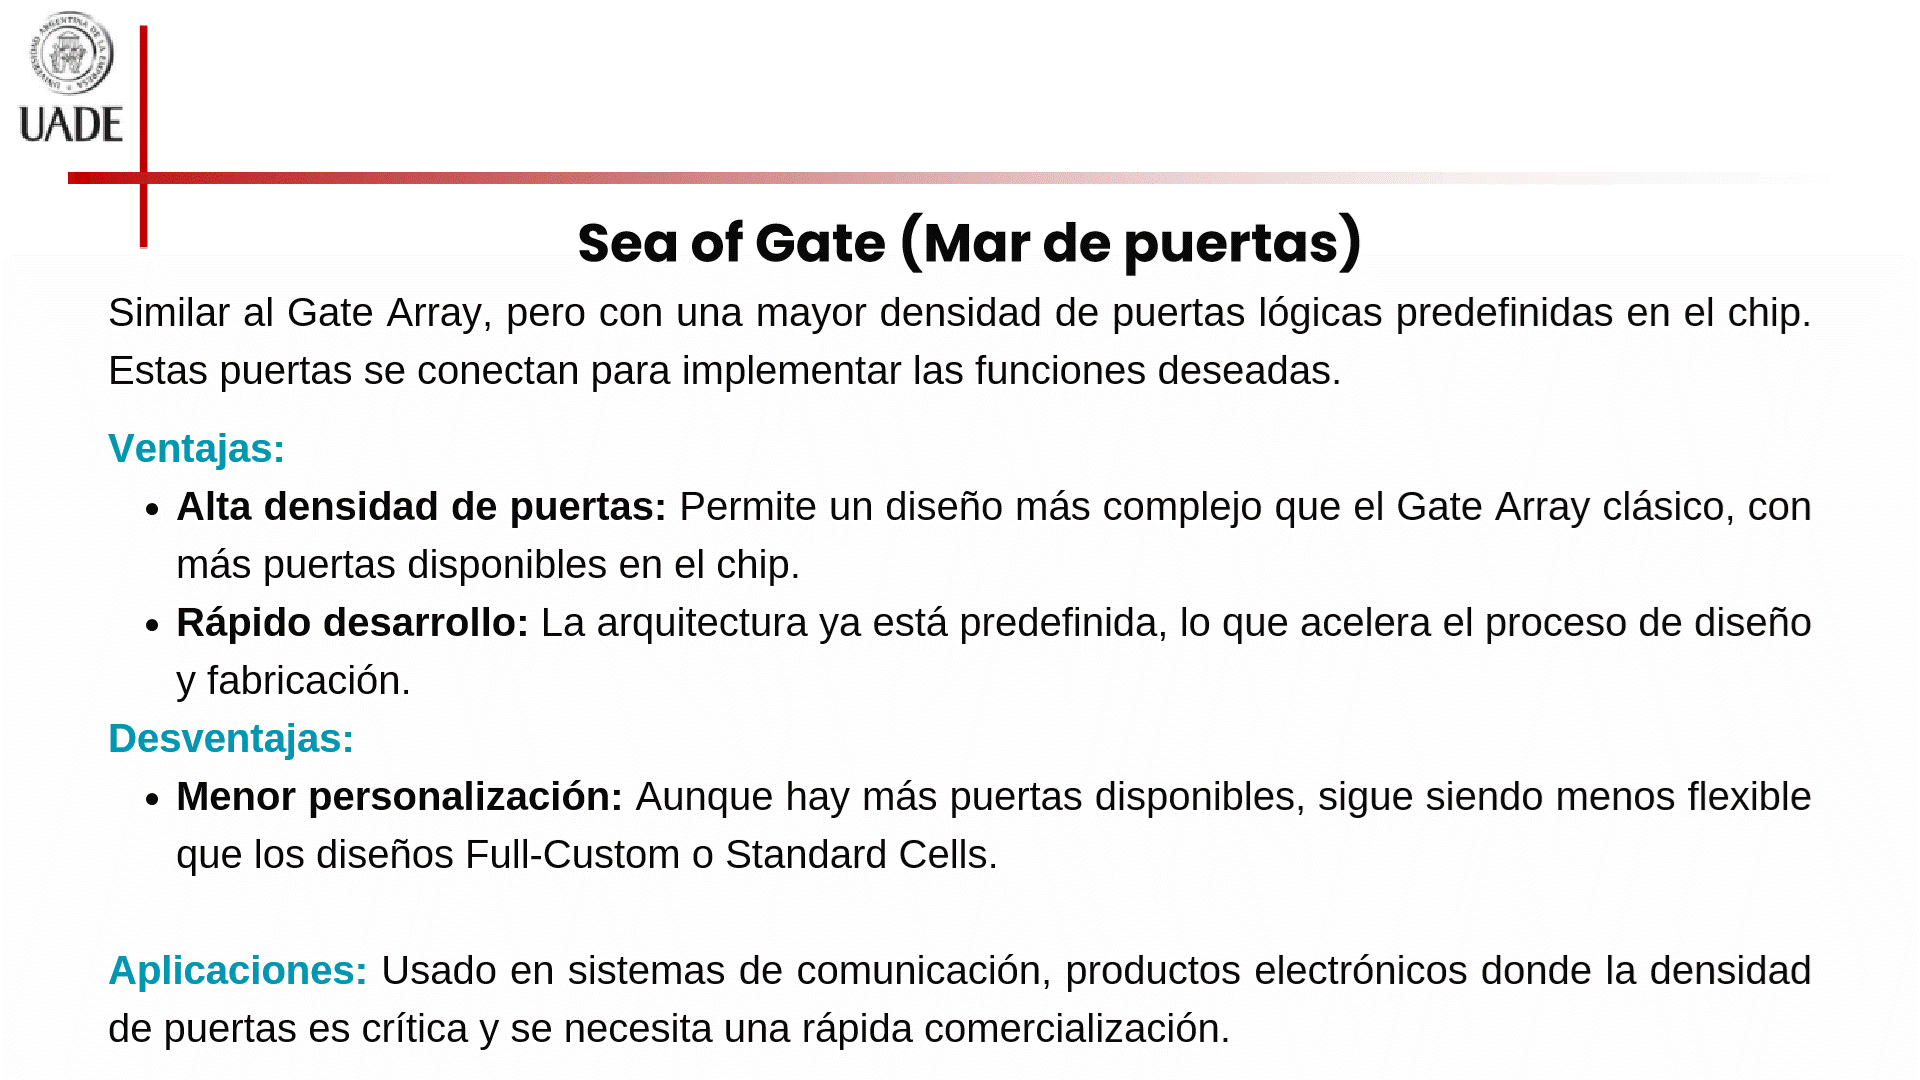 UNIVERSIDAD ARGENTINA DE LA EMPRESA
UADE
Sea of Gate (Mar de puertas)
Similar al Gate Array, pero con una mayor densidad de puertas lógicas predefinidas en el chip.
Estas puertas se conectan para implementar las funciones deseadas.
Ventajas:
• Alta densidad de puertas: Permite un diseño más complejo que el Gate Array clásico, con
más puertas disponibles en el chip.
• Rápido desarrollo: La arquitectura ya está predefinida, lo que acelera el proceso de diseño
y fabricación.
Desventajas:
• Menor personalización: Aunque hay más puertas disponibles, sigue siendo menos flexible
que los diseños Full-Custom o Standard Cells.
Aplicaciones: Usado en sistemas de comunicación, productos electrónicos donde la densidad
de puertas es crítica y se necesita una rápida comercialización.